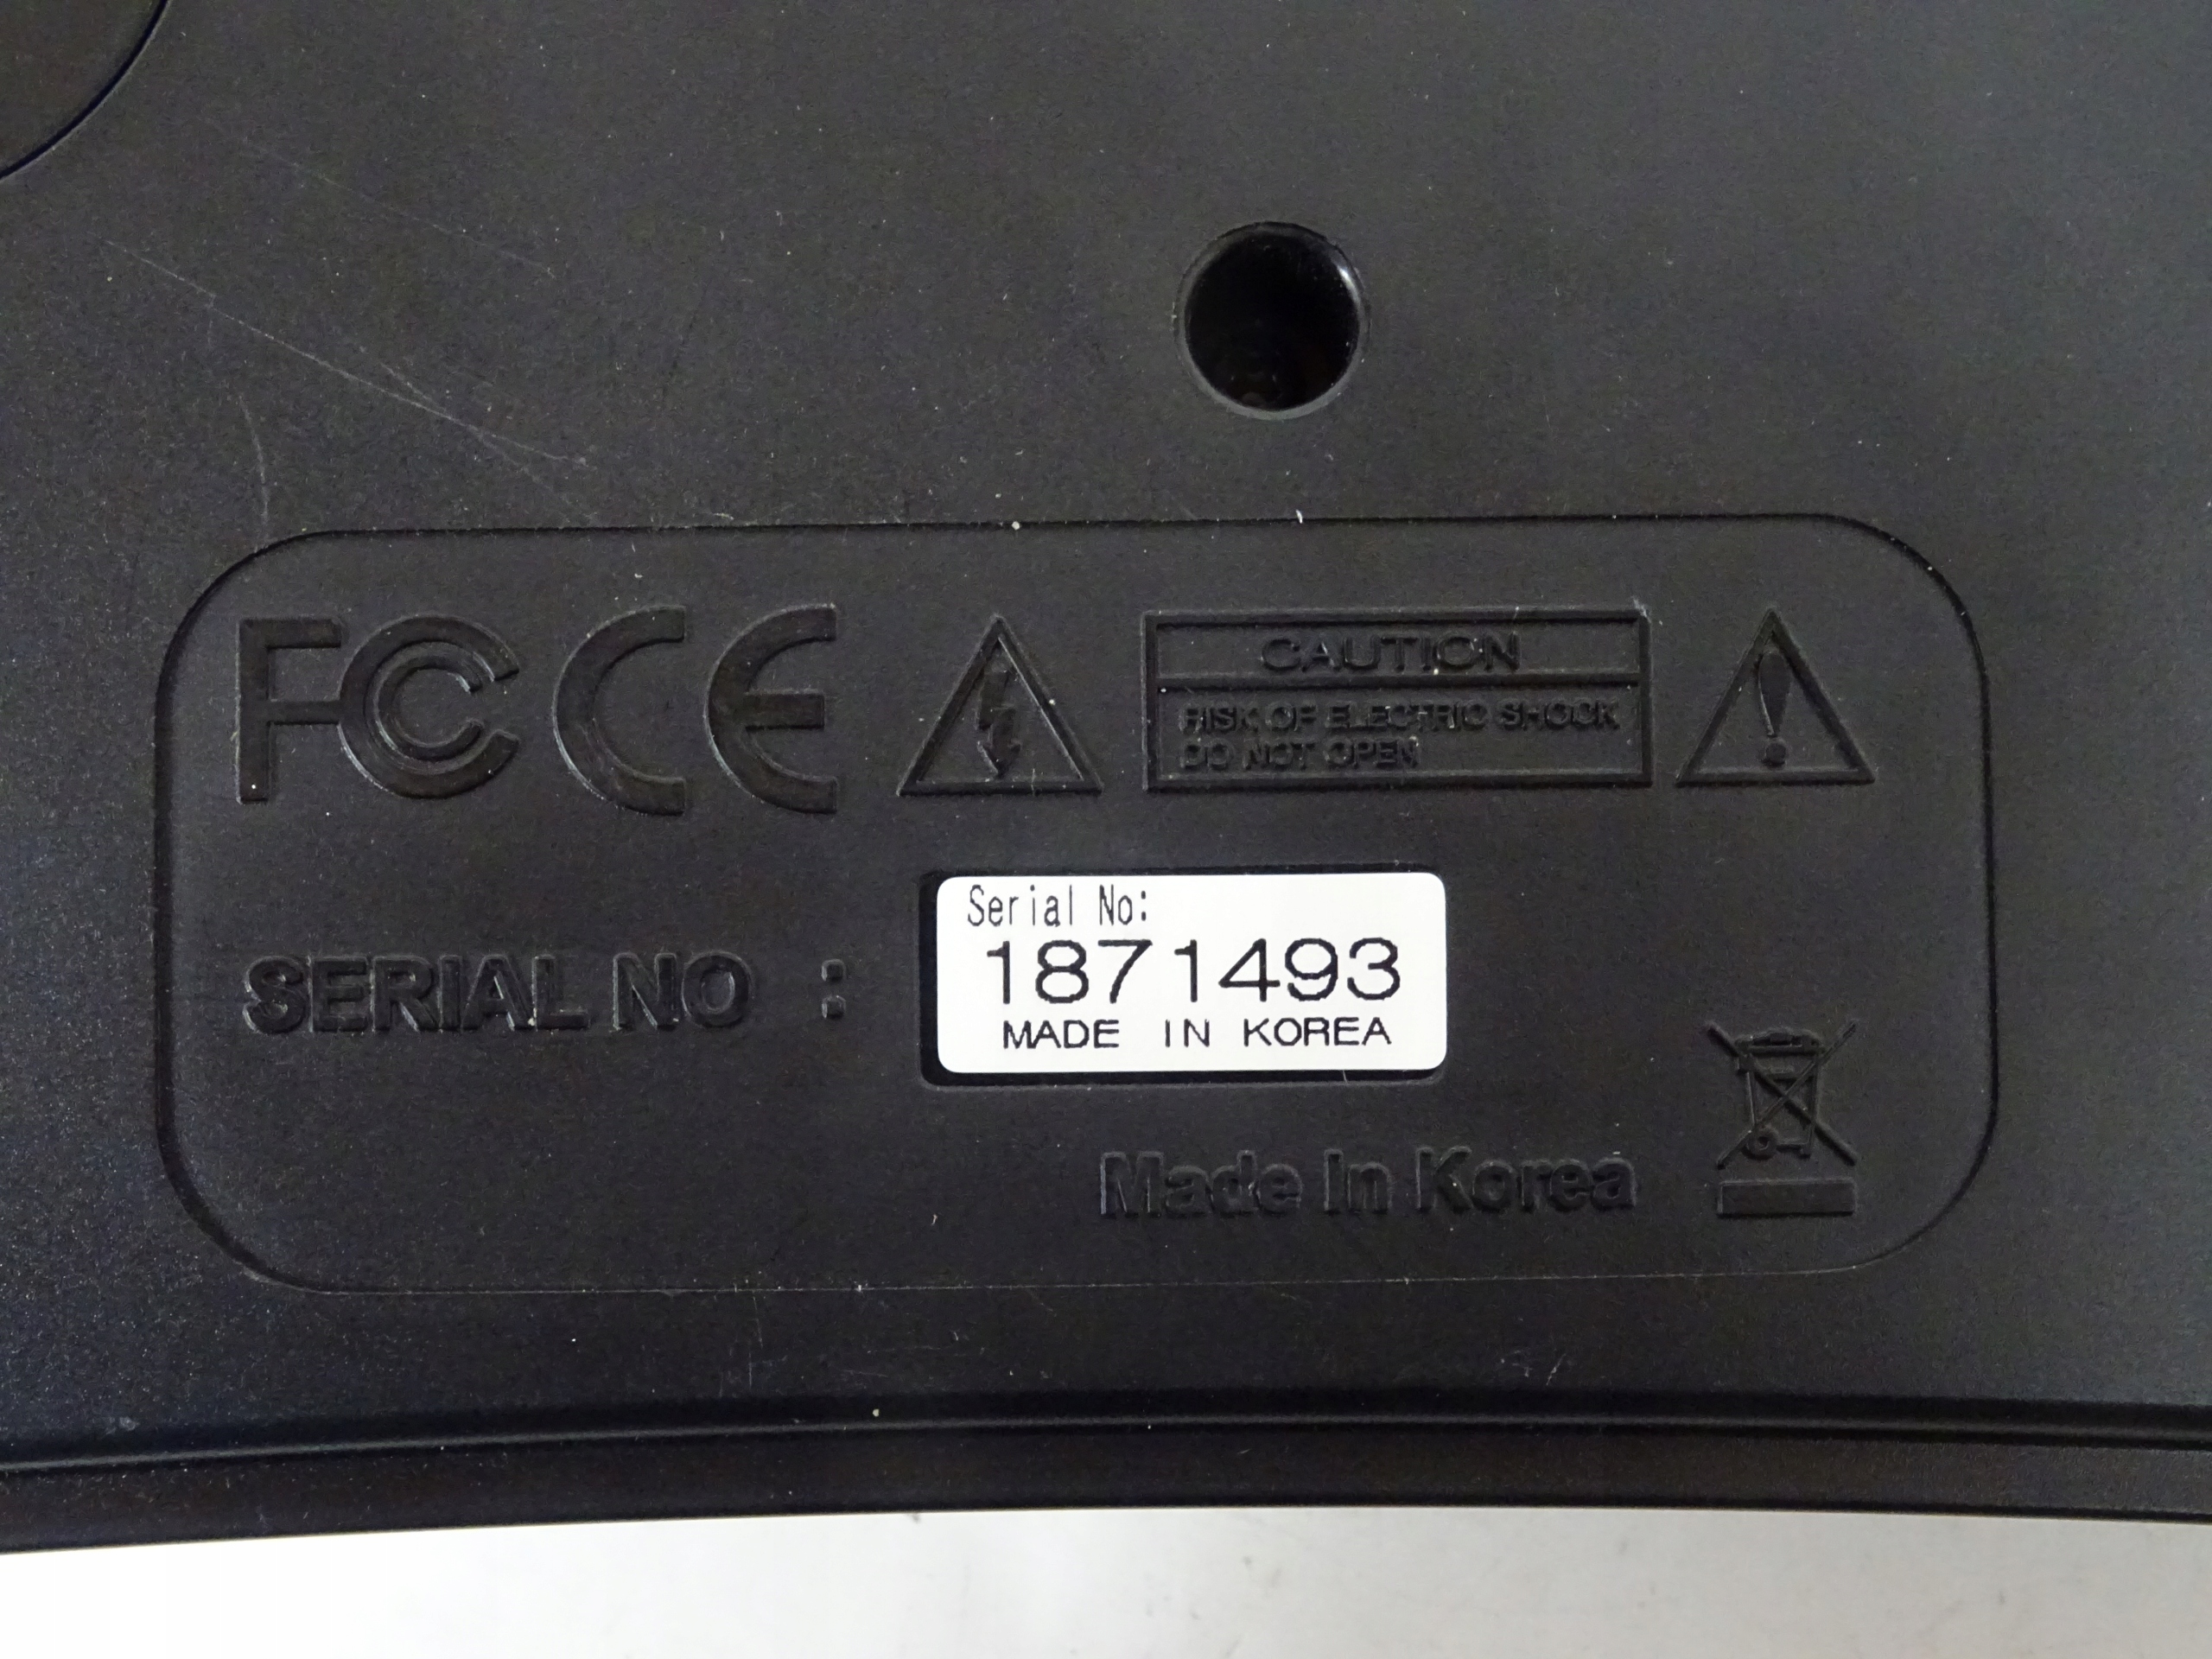 FC CE
CAUTION
RISK OF ELECTRIC SHOCK
DO NOT OPEN
SERIAL NO :
Serial No:
1871493
MADE IN KOREA
Made In Korea